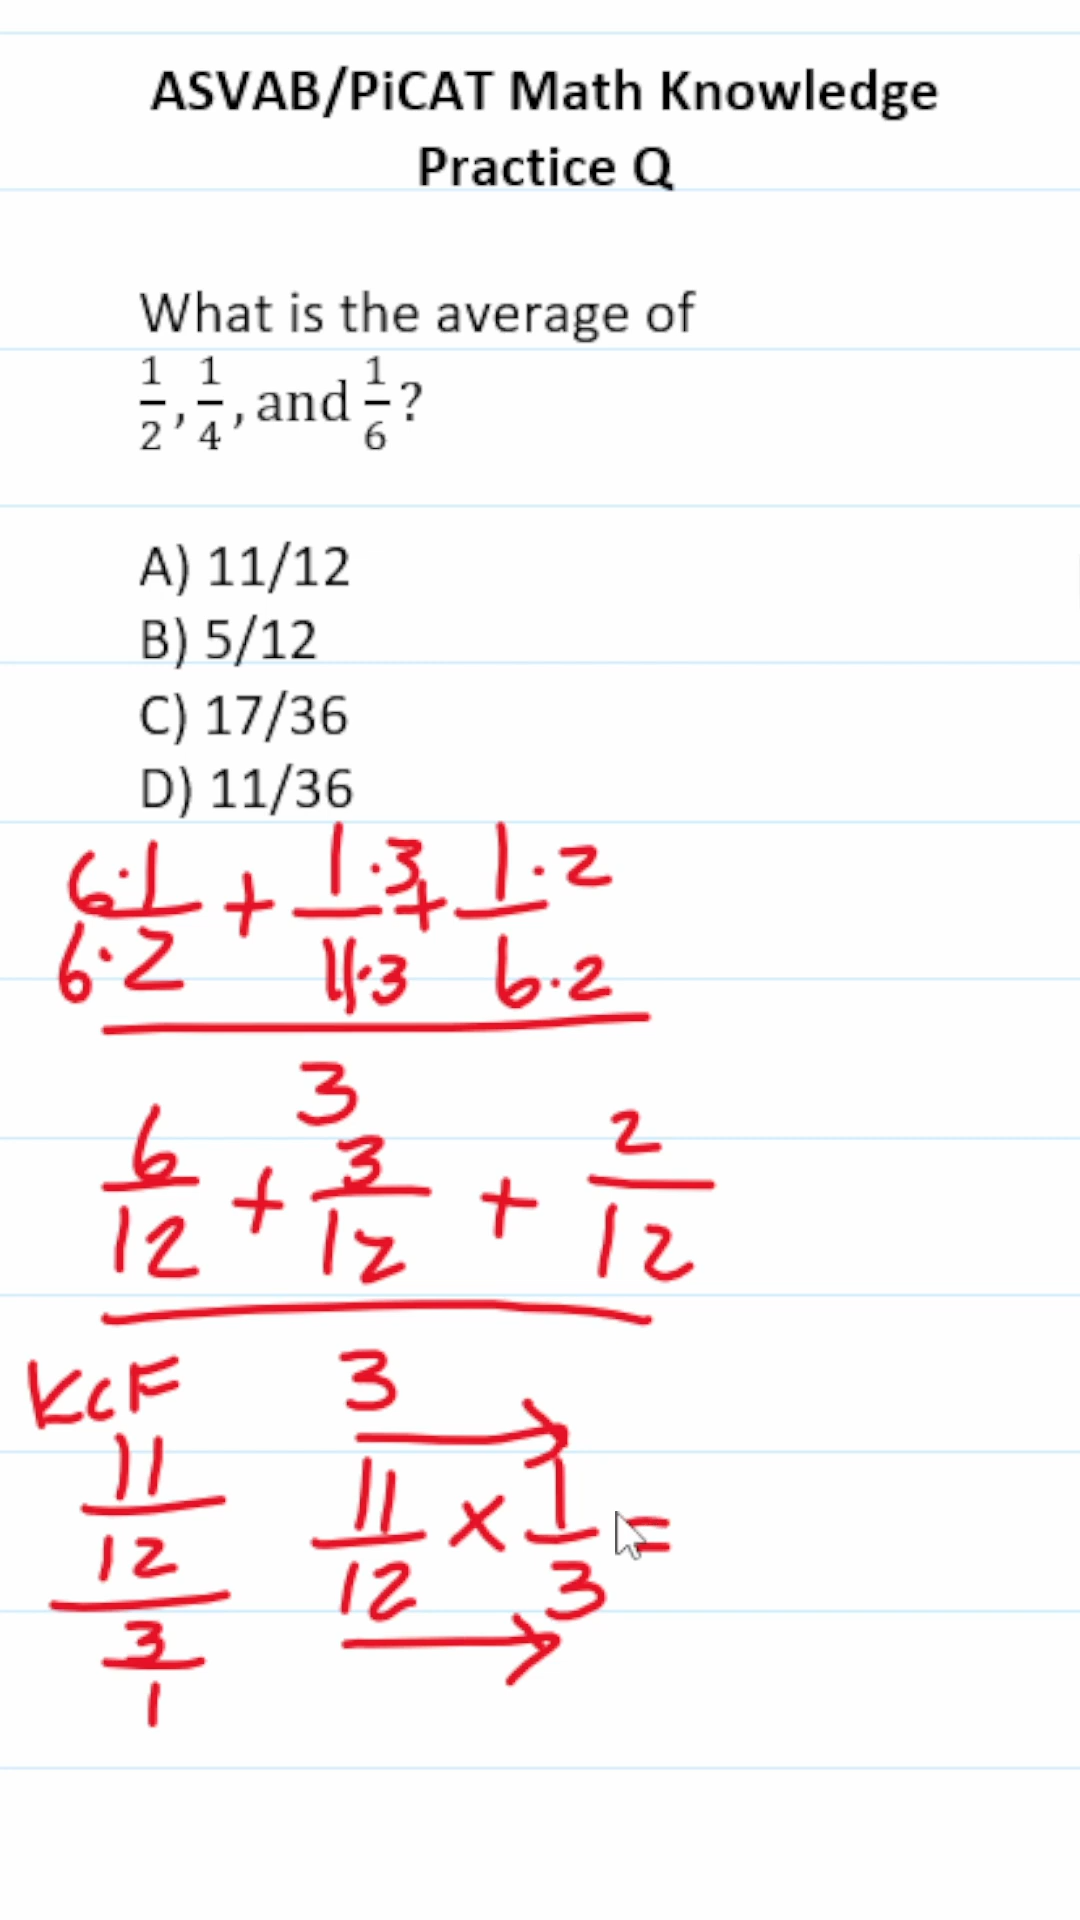 ASVAB/PiCAT Math Knowledge
Practice Q
What is the average of
1/2, 1/4, and 1/6?
A) 11/12
B) 5/12
C) 17/36
D) 11/36
6·1/6·2 + 1·3/4·3 + 1·2/6·2
3
6/12 + 3/12 + 2/12
3
KCF
11/12
3/1
11/12 × 1/3 =